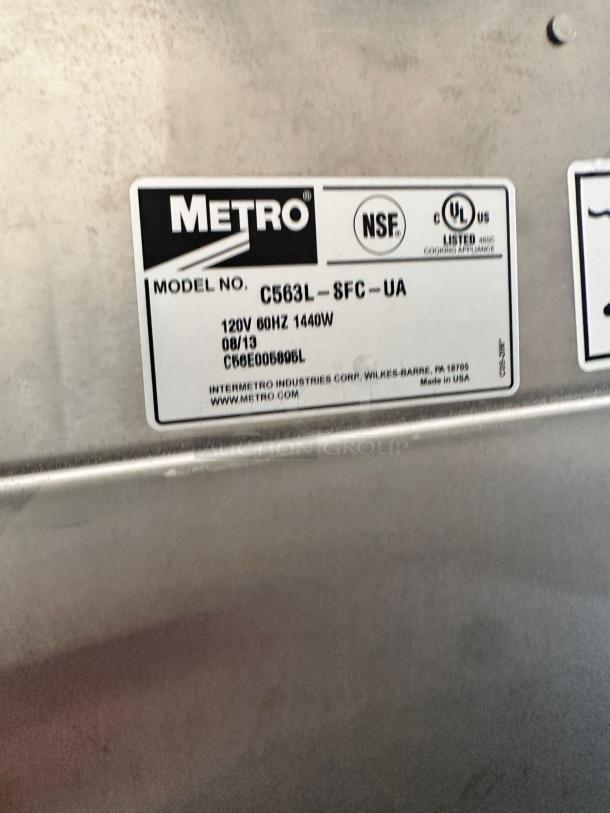 METRO®
NSF®
C UL US
LISTED 465C
COOKING APPLIANCE
MODEL NO. C563L-SFC-UA
120V 60HZ 1440W
08/13
C56E005895L
INTERMETRO INDUSTRIES CORP, WILKES-BARRE, PA 18705
WWW.METRO.COM Made in USA
AUCTION GROUP